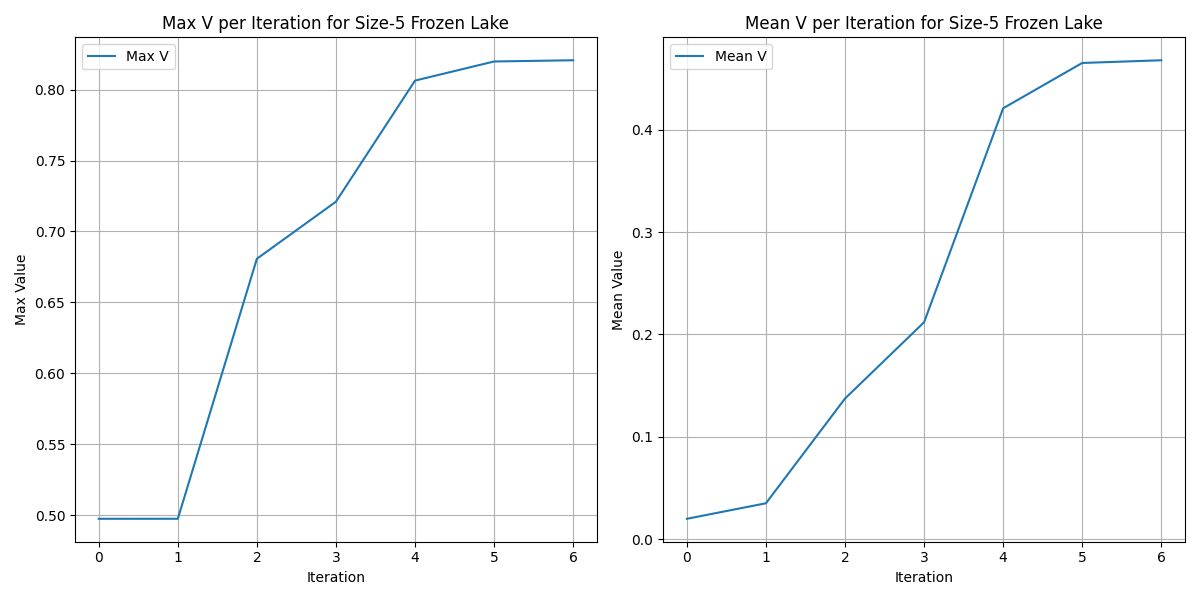 Max V per Iteration for Size-5 Frozen Lake
Max V
Max Value
0.80
0.75
0.70
0.65
0.60
0.55
0.50
0 1 2 3 4 5 6
Iteration
Mean V per Iteration for Size-5 Frozen Lake
Mean V
Mean Value
0.4
0.3
0.2
0.1
0.0
0 1 2 3 4 5 6
Iteration